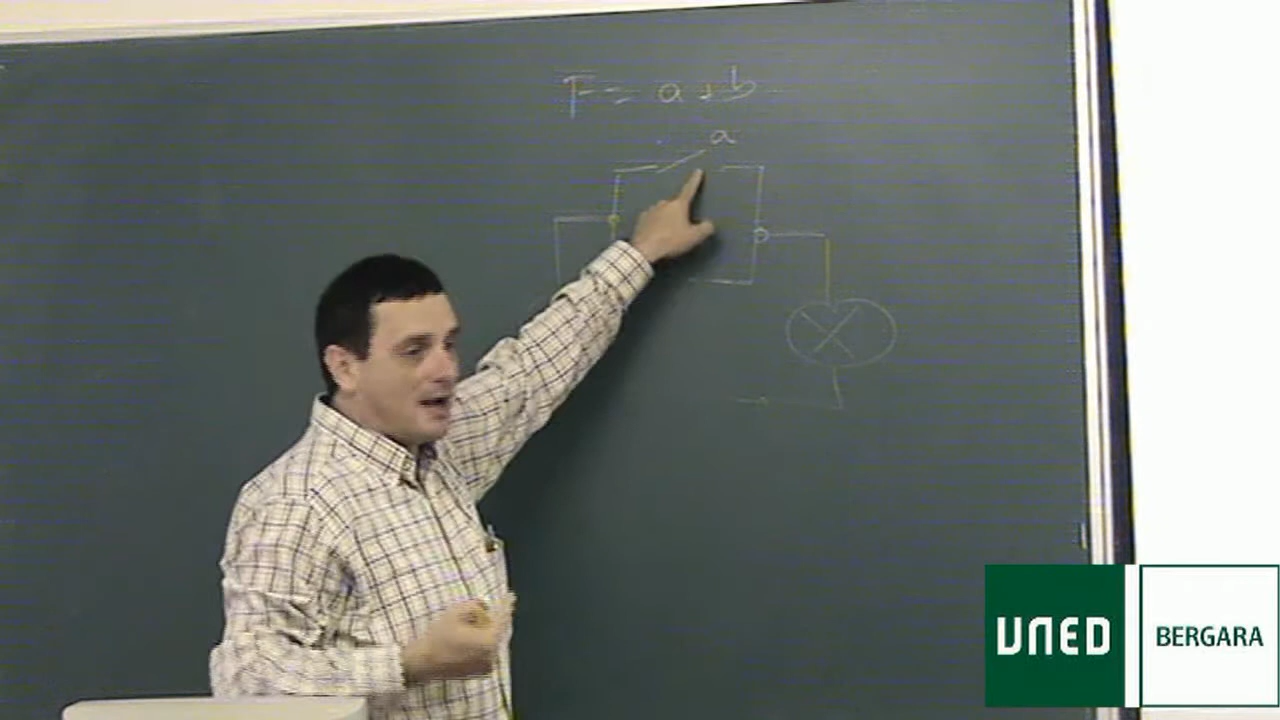 F = a + b
a
UNED
BERGARA